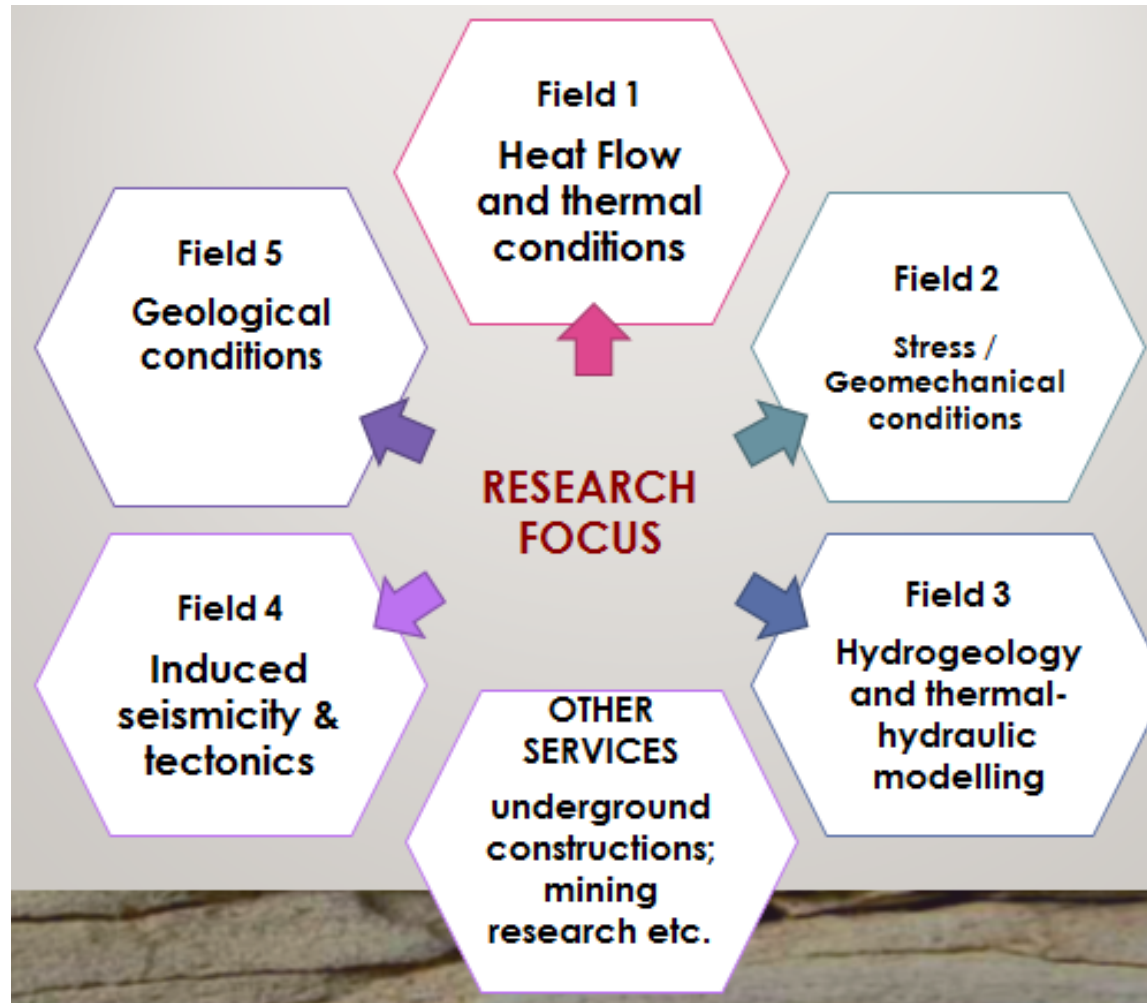 Field 1
Heat Flow
and thermal
conditions
Field 5
Geological
conditions
Field 2
Stress /
Geomechanical
conditions
RESEARCH
FOCUS
Field 4
Induced
seismicity &
tectonics
Field 3
Hydrogeology
and thermal-
hydraulic
modelling
OTHER
SERVICES
underground
constructions;
mining
research etc.